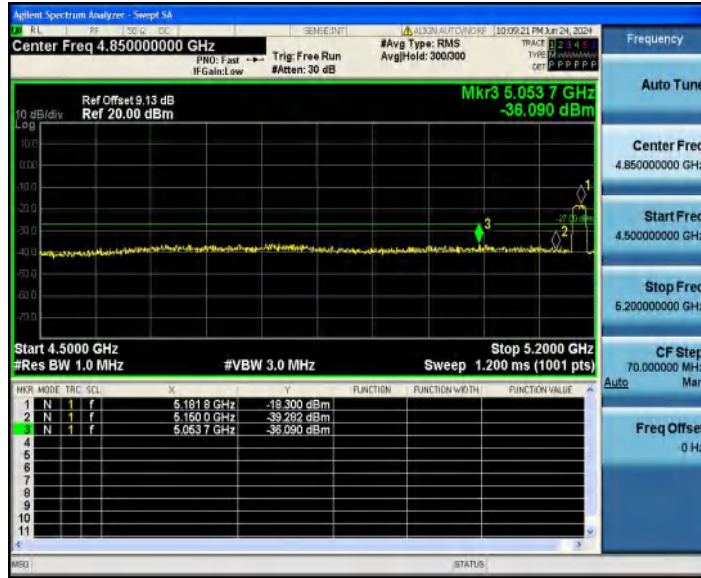 Agilent Spectrum Analyzer - Swept SA
RL RF 50 Ω DC SENSE:INT ALIGN AUTO/NO RF 10:09:21 PM Jun 24, 2024
Center Freq 4.850000000 GHz
PNO: Fast
IFGain:Low
Trig: Free Run
#Atten: 30 dB
#Avg Type: RMS
Avg|Hold: 300/300
TRACE 1 2 3 4 5 6
TYPE M
DET P P P P P P
Frequency
Auto Tune
Center Freq
4.850000000 GHz
Start Freq
4.500000000 GHz
Stop Freq
5.200000000 GHz
CF Step
70.000000 MHz
Auto Man
Freq Offset
0 Hz
Mkr3 5.053 7 GHz
-36.090 dBm
Ref Offset 9.13 dB
10 dB/div Ref 20.00 dBm
Log
10.0
0.00
-10.0
-20.0
-30.0
-40.0
-50.0
-60.0
-70.0
1
2
3
-27.00 dBm
Start 4.5000 GHz Stop 5.2000 GHz
#Res BW 1.0 MHz #VBW 3.0 MHz Sweep 1.200 ms (1001 pts)
MKR MODE TRC SCL X Y FUNCTION FUNCTION WIDTH FUNCTION VALUE
1 N 1 f 5.181 8 GHz -18.300 dBm
2 N 1 f 5.150 0 GHz -39.282 dBm
3 N 1 f 5.053 7 GHz -36.090 dBm
4
5
6
7
8
9
10
11
MSG STATUS